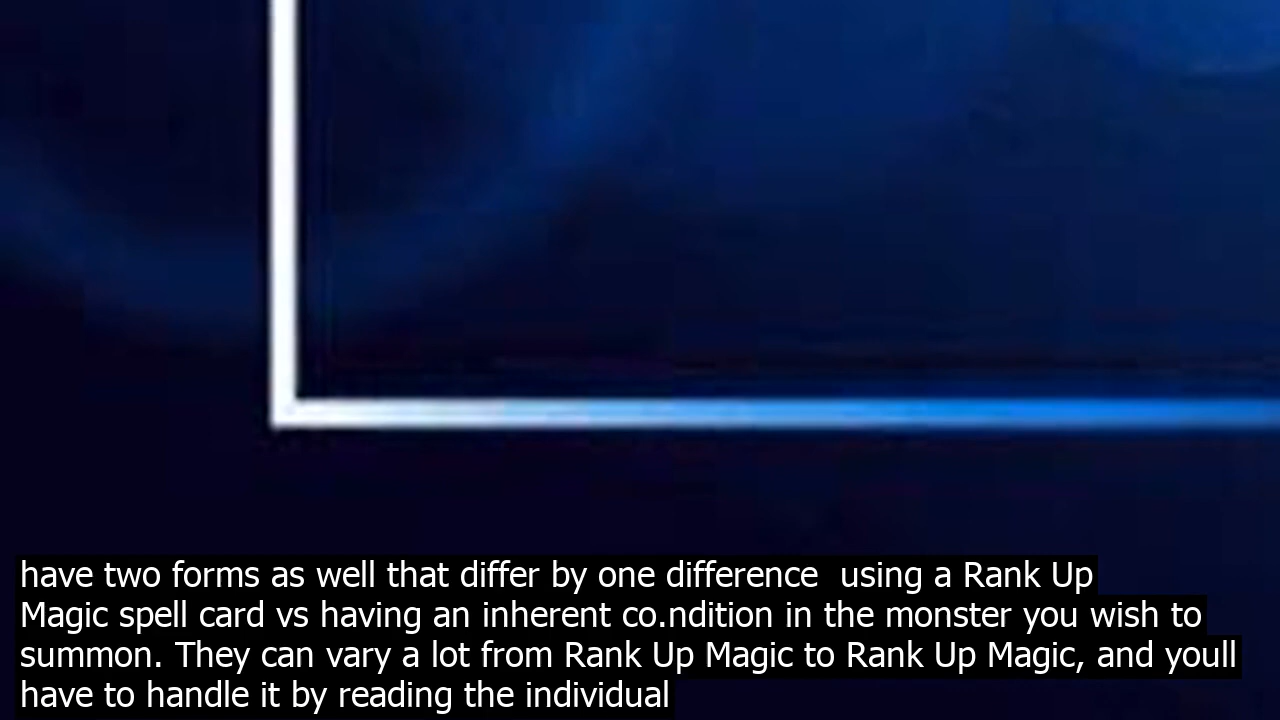 have two forms as well that differ by one difference  using a Rank Up
Magic spell card vs having an inherent co.ndition in the monster you wish to
summon. They can vary a lot from Rank Up Magic to Rank Up Magic, and youll
have to handle it by reading the individual